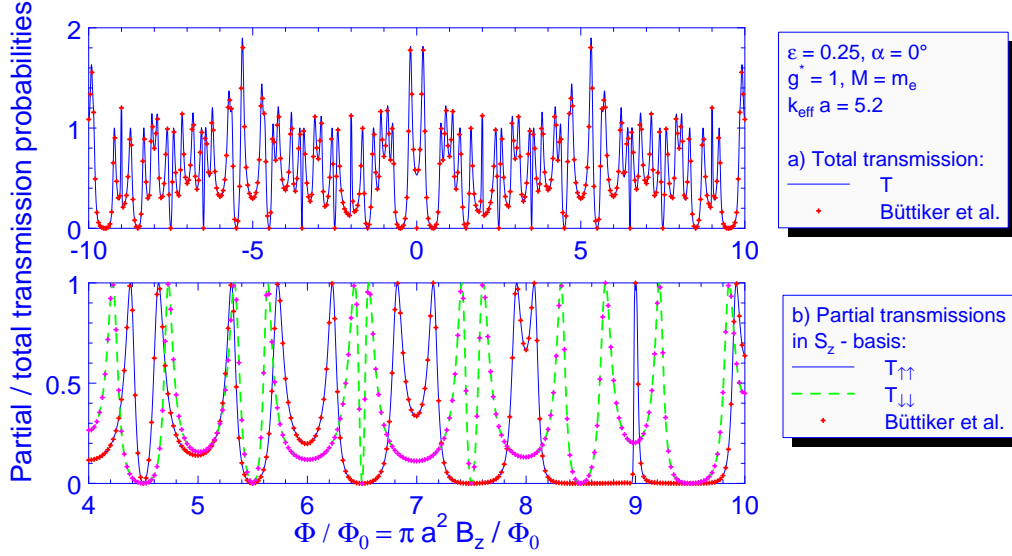 Partial / total transmission probabilities
2
1
0
-10
-5
0
5
10
1
0.5
0
4
5
6
7
8
9
10
Φ / Φ₀ = π a² B_z / Φ₀
ε = 0.25, α = 0°
g* = 1, M = m_e
k_eff a = 5.2
a) Total transmission:
T
Büttiker et al.
b) Partial transmissions
in S_z - basis:
T↑↑
T↓↓
Büttiker et al.